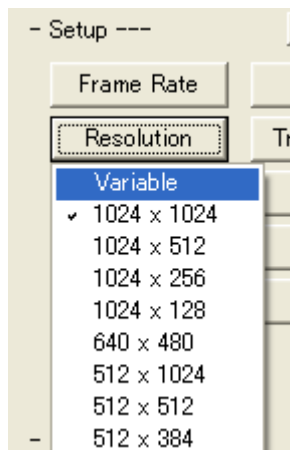 - Setup ---
Frame Rate
Resolution
Tr
Variable
✓ 1024 x 1024
1024 x 512
1024 x 256
1024 x 128
640 x 480
512 x 1024
512 x 512
512 x 384
-